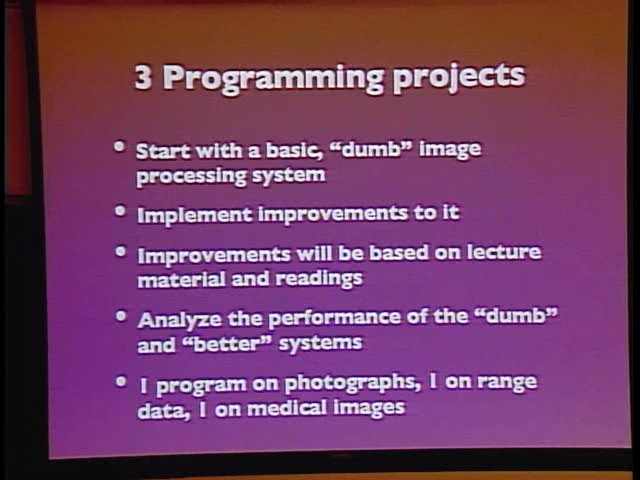 3 Programming projects
• Start with a basic, “dumb” image
processing system
• Implement improvements to it
• Improvements will be based on lecture
material and readings
• Analyze the performance of the “dumb”
and “better” systems
• 1 program on photographs, 1 on range
data, 1 on medical images